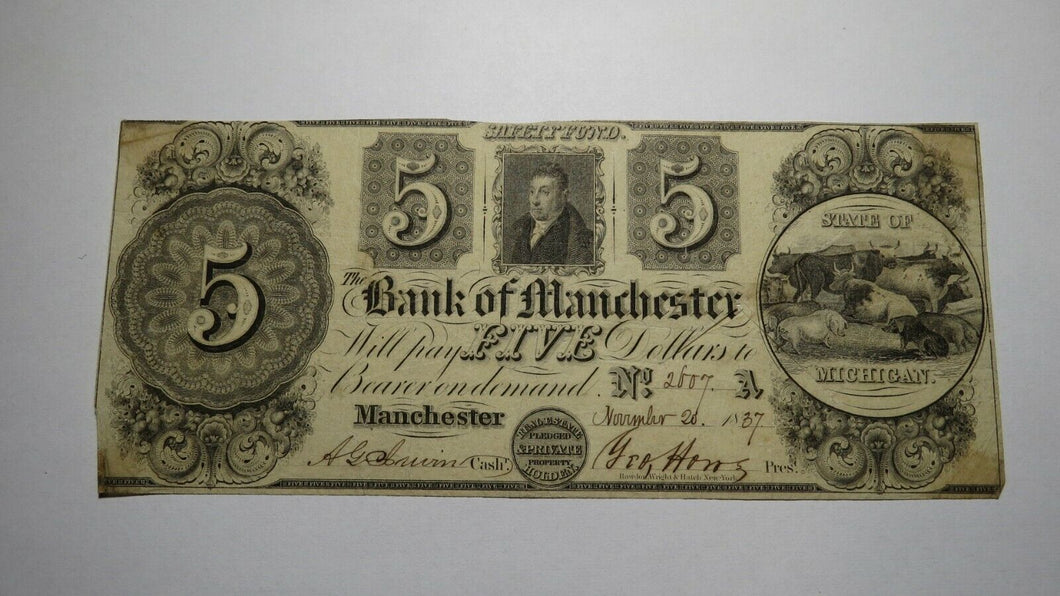 SAFETY FUND.
5 5 5
STATE OF
MICHIGAN.
The Bank of Manchester
Will pay FIVE Dollars to
Bearer on demand. No. 2607. A
Manchester November 20. 1837.
REAL ESTATE
PLEDGED
& PRIVATE
PROPERTY
HOLDEN
Cash.r Geo. Howe Pres.t
Rawdon, Wright & Hatch New-York